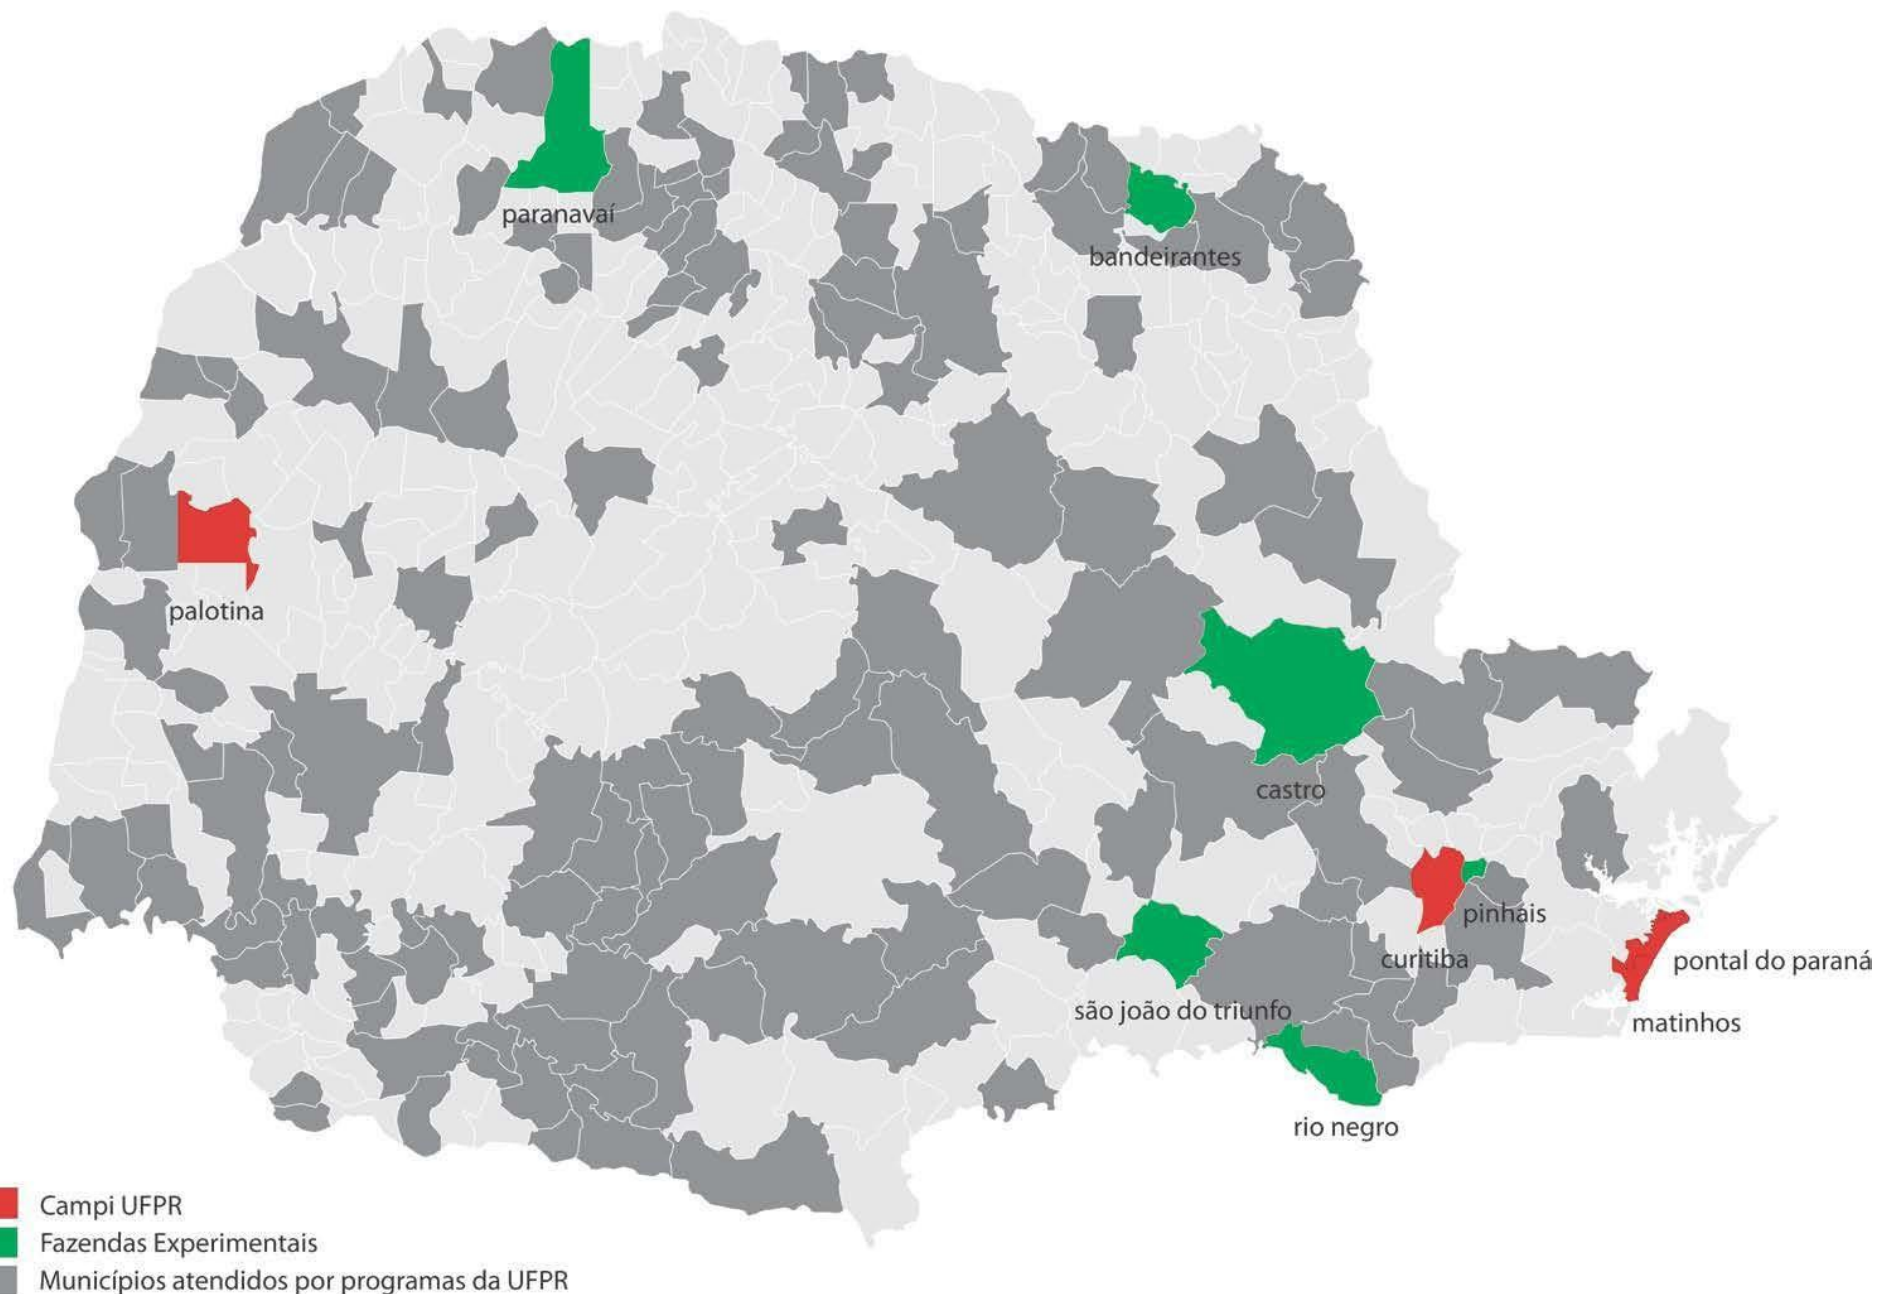 paranavaí
bandeirantes
palotina
castro
pinhais
curitiba
pontal do paraná
são joão do triunfo
matinhos
rio negro
Campi UFPR
Fazendas Experimentais
Municípios atendidos por programas da UFPR